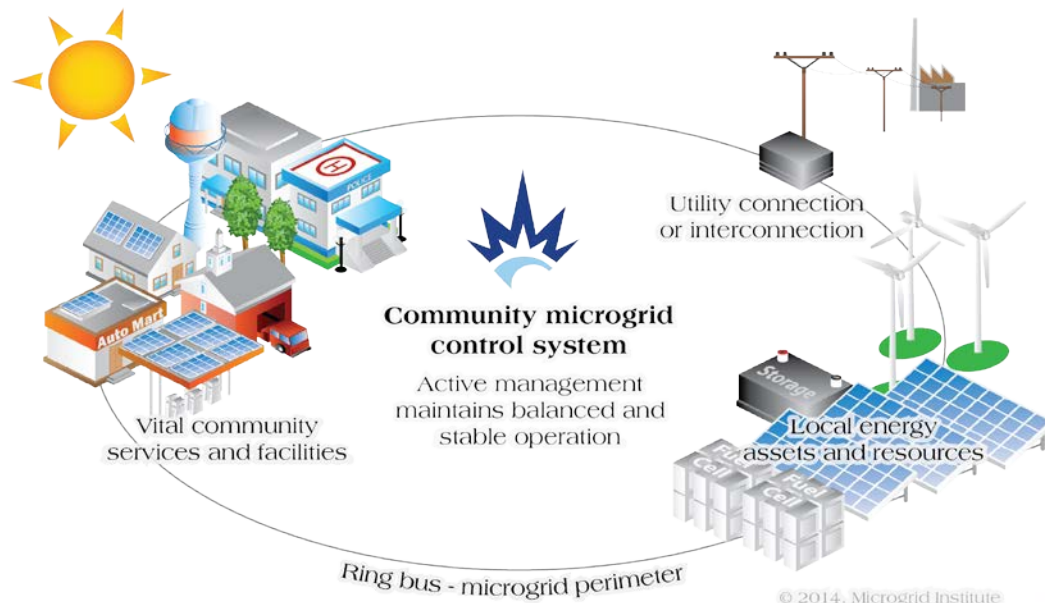 H
POLICE
Utility connection
or interconnection
Auto Mart
Community microgrid
control system
Active management
maintains balanced and
stable operation
Storage
Vital community
services and facilities
Local energy
assets and resources
Fuel
Cell
Fuel
Cell
Ring bus - microgrid perimeter
© 2014, Microgrid Institute